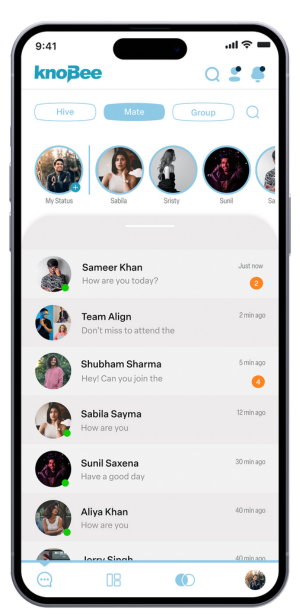 9:41
knoBee
Hive Mate Group
My Status Sabila Sristy Sunil Sa
Sameer Khan Just now
How are you today? 2
Team Align 2 min ago
Don't miss to attend the
Shubham Sharma 5 min ago
Hey! Can you join the 4
Sabila Sayma 12 min ago
How are you
Sunil Saxena 30 min ago
Have a good day
Aliya Khan 40 min ago
How are you
Jerry Singh 40 min ago